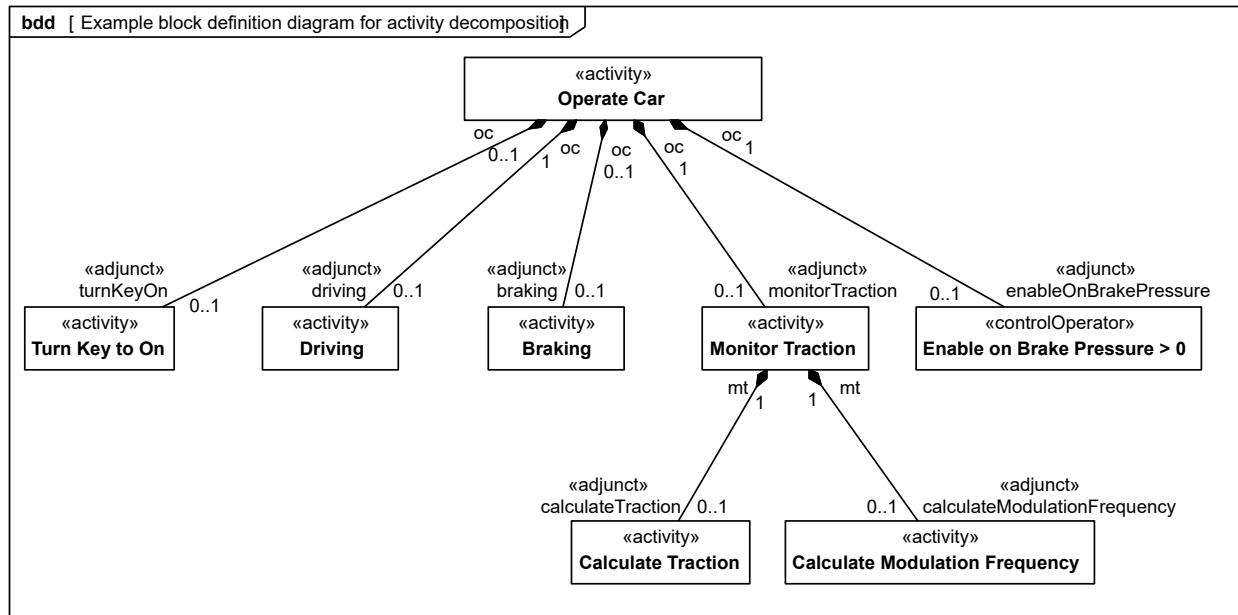 bdd [ Example block definition diagram for activity decomposition ]
«activity»
Operate Car
oc
0..1
1
oc
oc
0..1
oc
1
oc
1
«adjunct»
turnKeyOn
0..1
«adjunct»
driving
0..1
«adjunct»
braking
0..1
0..1
«adjunct»
monitorTraction
0..1
«adjunct»
enableOnBrakePressure
«activity»
Turn Key to On
«activity»
Driving
«activity»
Braking
«activity»
Monitor Traction
«controlOperator»
Enable on Brake Pressure > 0
mt
1
1
mt
«adjunct»
calculateTraction
0..1
0..1
«adjunct»
calculateModulationFrequency
«activity»
Calculate Traction
«activity»
Calculate Modulation Frequency